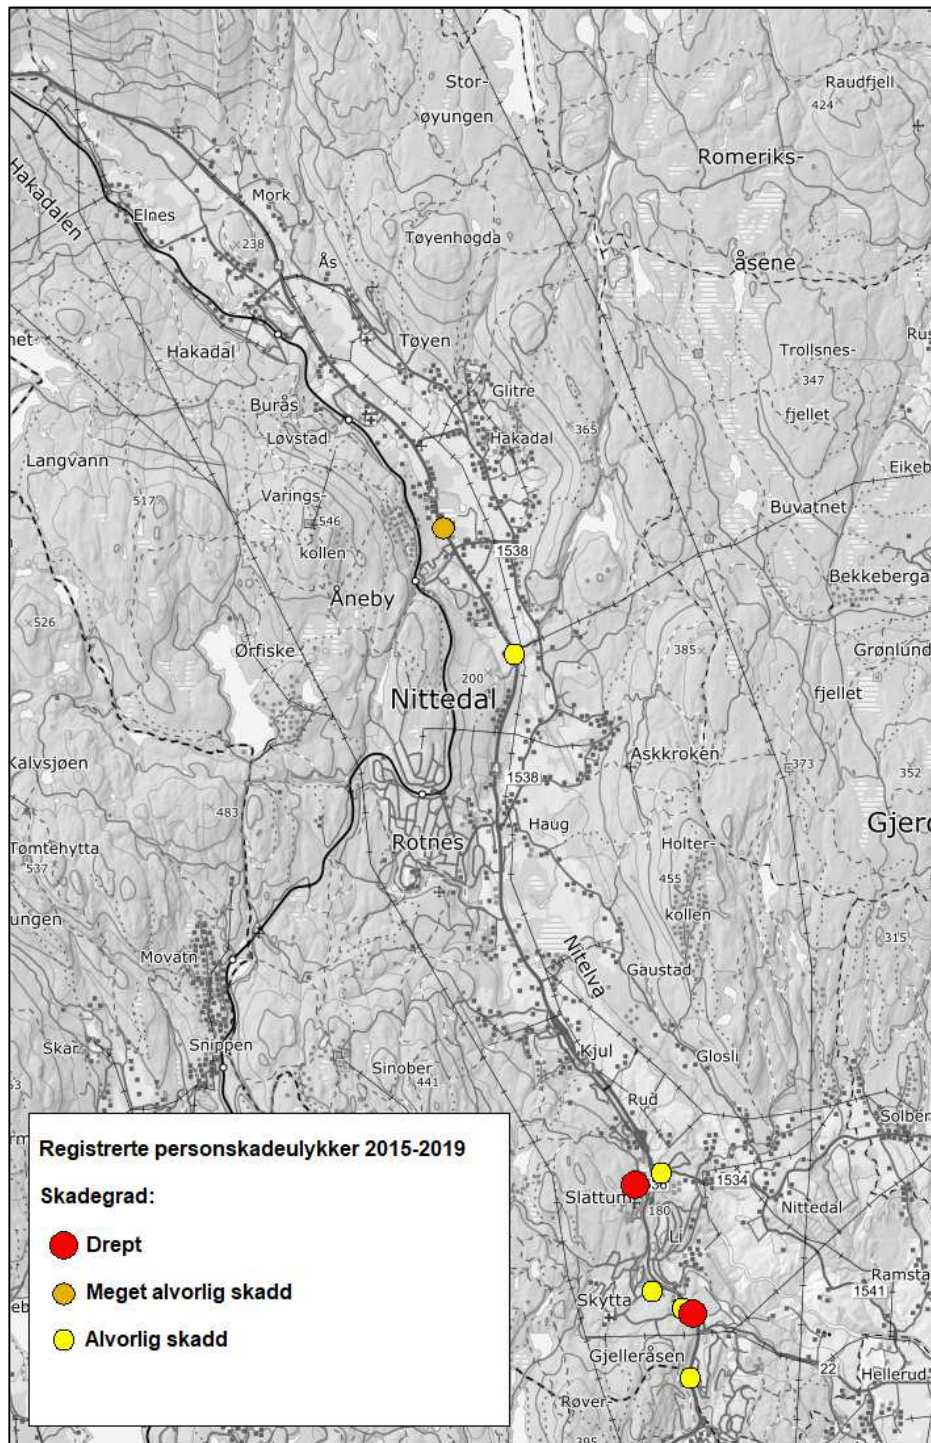 Stor-
øyungen
Raudfjell
424
Romeriks-
Hakadalen
Elnes
Mork
238
Tøyenhøgda
Ås
åsene
Hakadal
Tøyen
Trollsnes-
347
fjellet
Glitre
Burås
Løvstad
Hakadal
365
Langvann
517
Varings-
546
kollen
Eikeb
Buvatnet
1538
Bekkeberga
Åneby
526
Ørfiske
385
Grønlund
200
Nittedal
fjellet
Kalvsjøen
Askkroken
373
352
1538
483
Haug
Gjerd
Rotnes
Holter-
455
kollen
Tømtehytta
537
ungen
315
Movatn
Nitelva
Gaustad
Skar
Snippen
Sinober
441
Kjul
Glosli
Rud
Solber
Registrerte personskadeulykker 2015-2019
Skadegrad:
Drept
Meget alvorlig skadd
Alvorlig skadd
1534
Slattum
180
Nittedal
Li
Ramsta
Skytta
1541
Gjelleråsen
22
Hellerud
Røver-
395